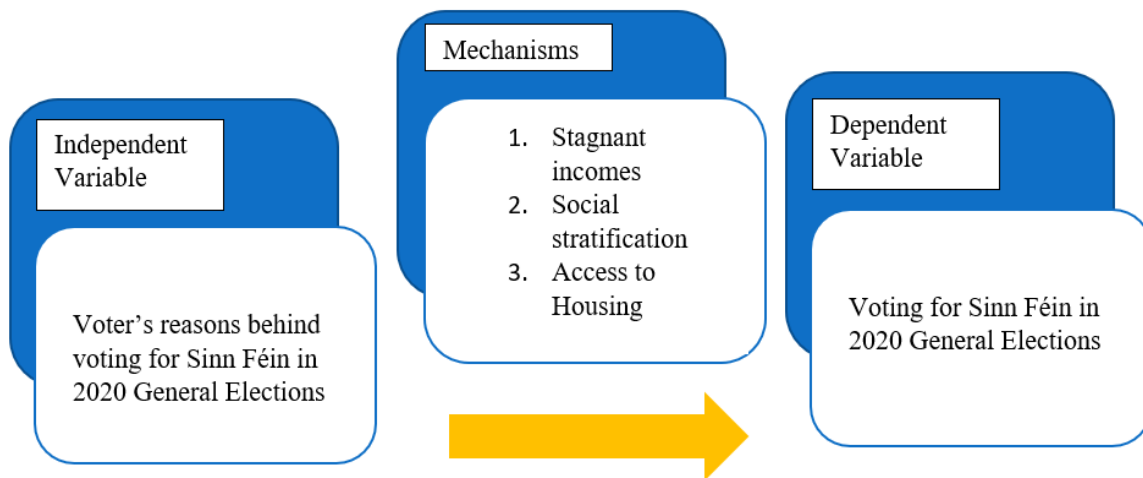 Independent
Variable
Voter's reasons behind
voting for Sinn Féin in
2020 General Elections
Mechanisms
1. Stagnant
incomes
2. Social
stratification
3. Access to
Housing
Dependent
Variable
Voting for Sinn Féin in
2020 General Elections